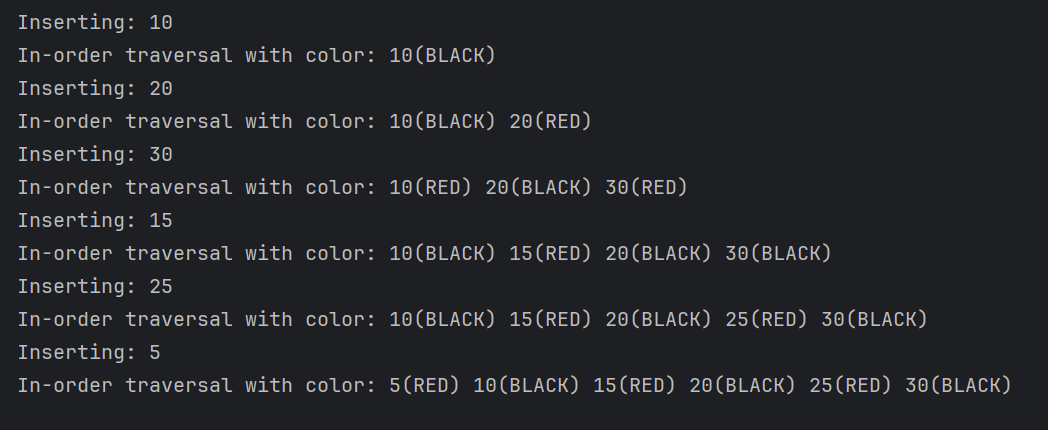 Inserting: 10
In-order traversal with color: 10(BLACK)
Inserting: 20
In-order traversal with color: 10(BLACK) 20(RED)
Inserting: 30
In-order traversal with color: 10(RED) 20(BLACK) 30(RED)
Inserting: 15
In-order traversal with color: 10(BLACK) 15(RED) 20(BLACK) 30(BLACK)
Inserting: 25
In-order traversal with color: 10(BLACK) 15(RED) 20(BLACK) 25(RED) 30(BLACK)
Inserting: 5
In-order traversal with color: 5(RED) 10(BLACK) 15(RED) 20(BLACK) 25(RED) 30(BLACK)